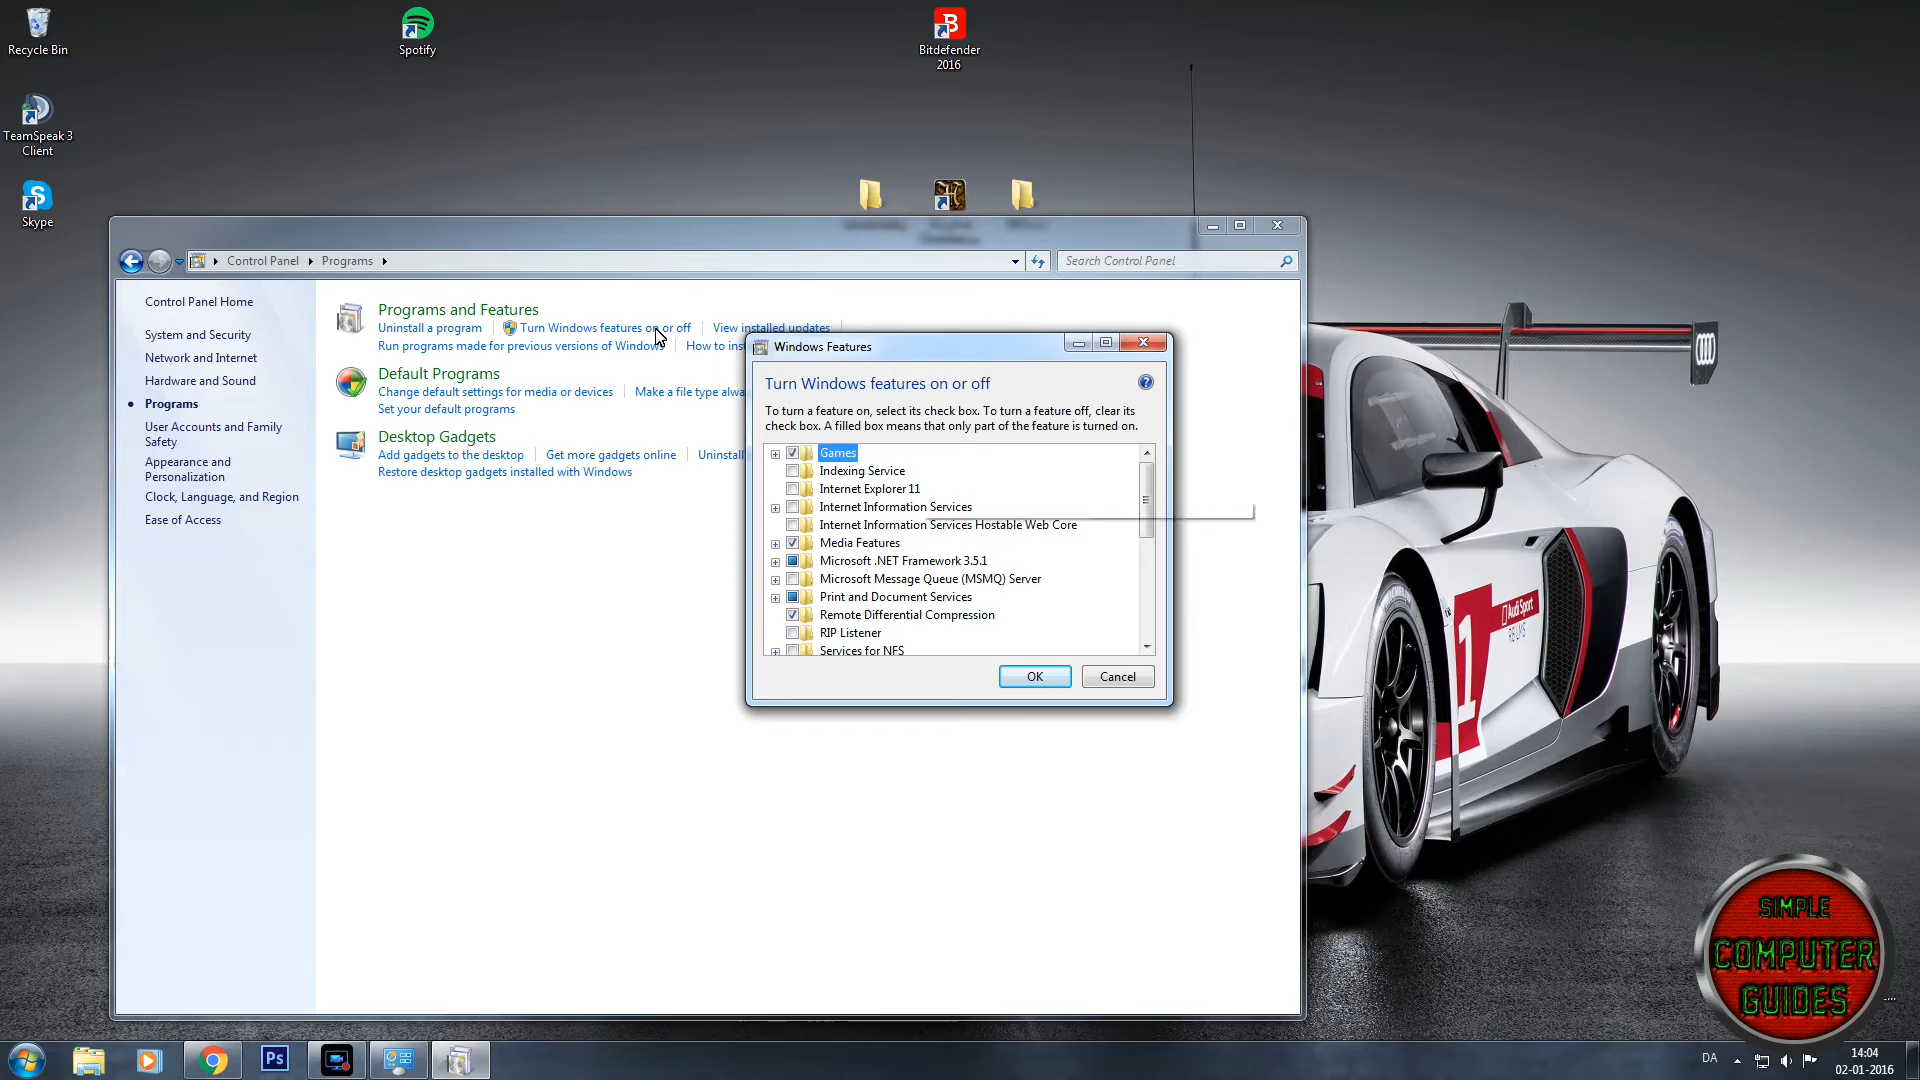 Recycle Bin
Spotify
Bitdefender
2016
TeamSpeak 3
Client
Skype
Control Panel
Programs
Search Control Panel
Control Panel Home
System and Security
Network and Internet
Hardware and Sound
Programs
User Accounts and Family
Safety
Appearance and
Personalization
Clock, Language, and Region
Ease of Access
Programs and Features
Uninstall a program
Turn Windows features on or off
View installed updates
Run programs made for previous versions of Windows
How to
Default Programs
Change default settings for media or devices
Make a file type
Set your default programs
Desktop Gadgets
Add gadgets to the desktop
Get more gadgets online
Uninstall
Restore desktop gadgets installed with Windows
Windows Features
Turn Windows features on or off
To turn a feature on, select its check box. To turn a feature off, clear its
check box. A filled box means that only part of the feature is turned on.
Games
Indexing Service
Internet Explorer 11
Internet Information Services
Internet Information Services Hostable Web Core
Media Features
Microsoft .NET Framework 3.5.1
Microsoft Message Queue (MSMQ) Server
Print and Document Services
Remote Differential Compression
RIP Listener
Services for NFS
OK
Cancel
Audi Sport
R8 LMS
1
SIMPLE
COMPUTER
GUIDES
Ps
DA
14:04
02-01-2016